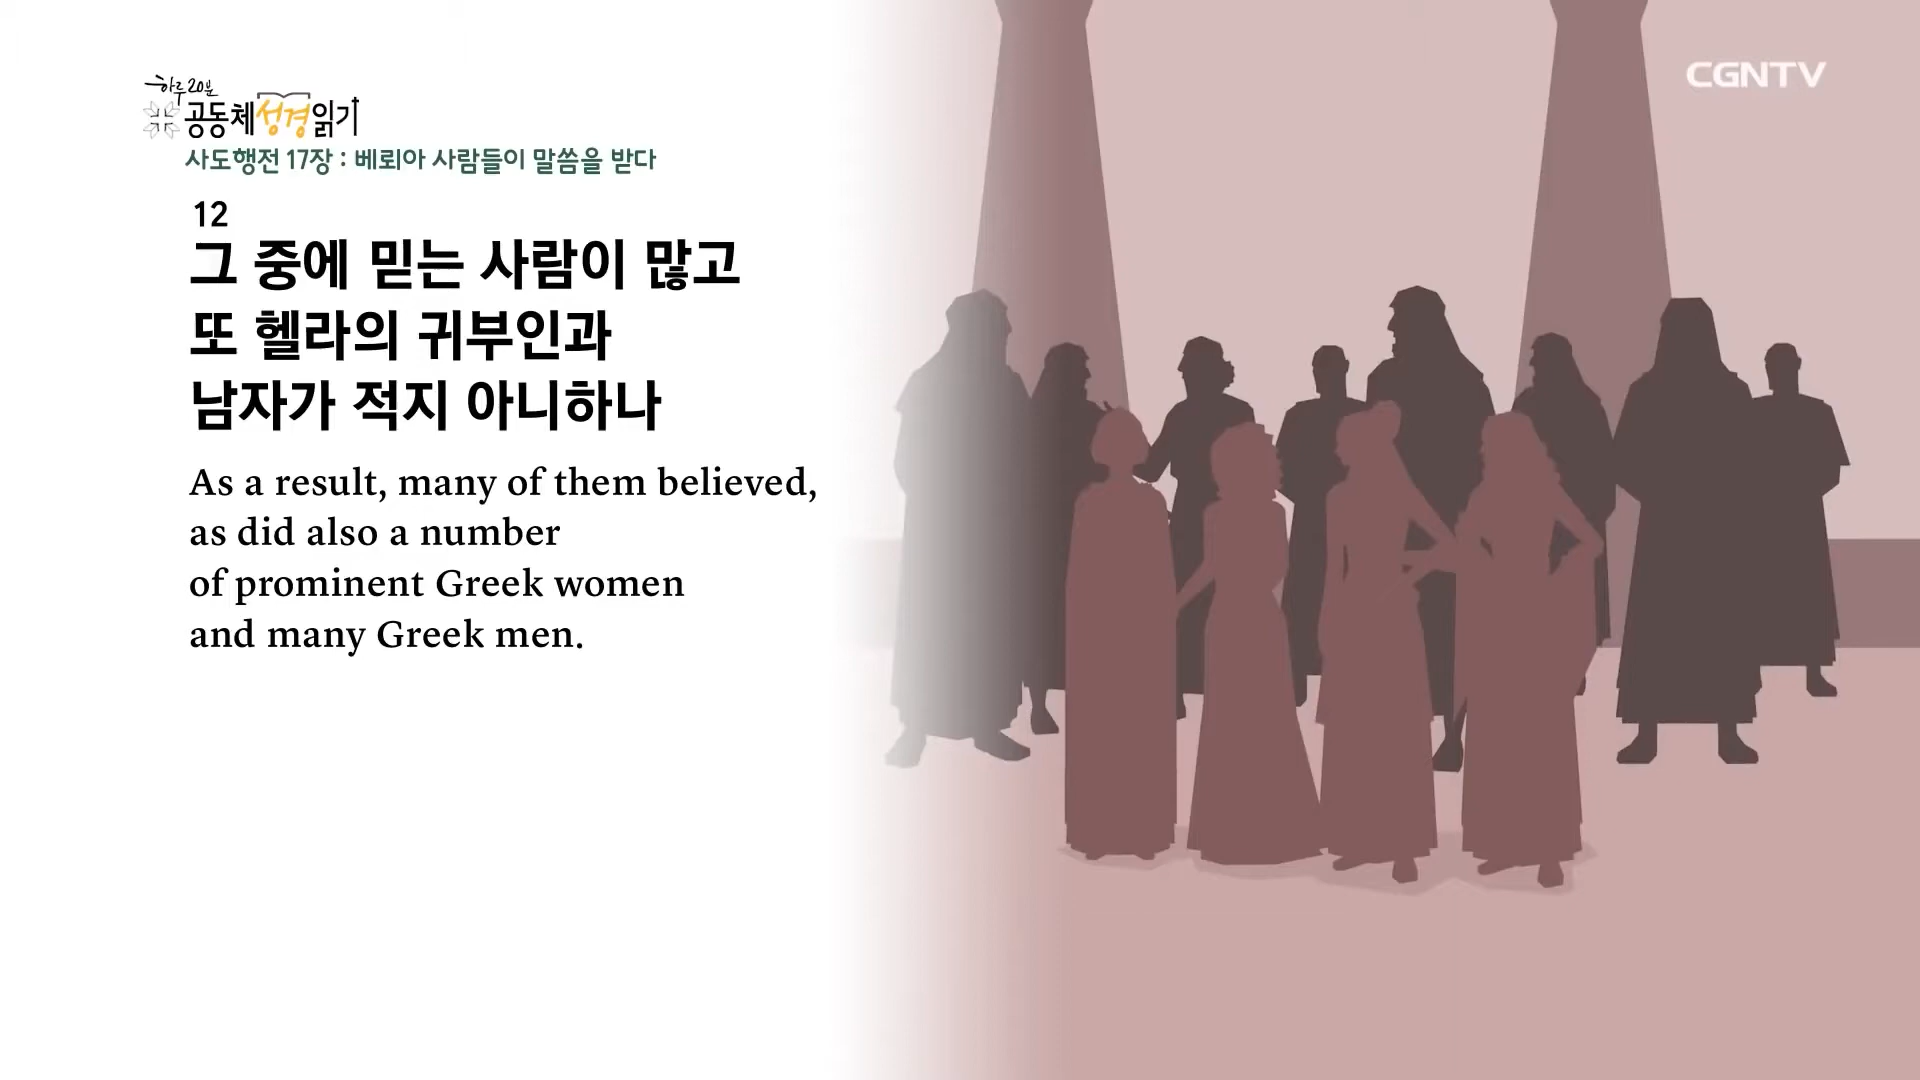 하루 20분
공동체성경읽기
CGNTV
사도행전 17장 : 베뢰아 사람들이 말씀을 받다
12
그 중에 믿는 사람이 많고
또 헬라의 귀부인과
남자가 적지 아니하나
As a result, many of them believed,
as did also a number
of prominent Greek women
and many Greek men.